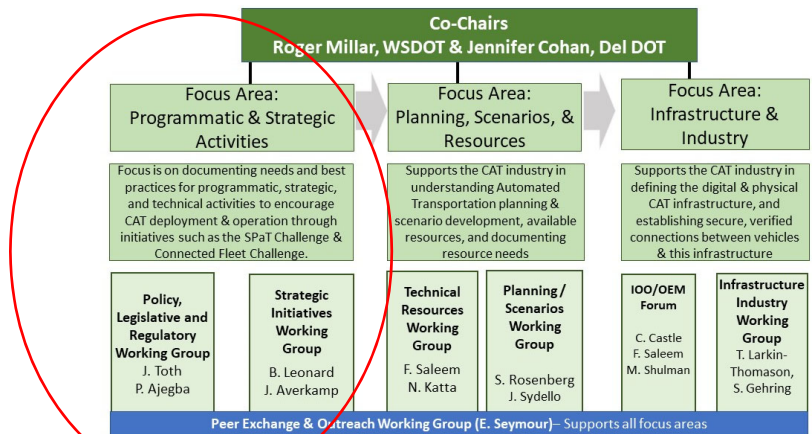 Co-Chairs
Roger Millar, WSDOT & Jennifer Cohan, Del DOT
Focus Area:
Programmatic & Strategic
Activities
Focus is on documenting needs and best
practices for programmatic, strategic,
and technical activities to encourage
CAT deployment & operation through
initiatives such as the SPaT Challenge &
Connected Fleet Challenge.
Policy,
Legislative and
Regulatory
Working Group
J. Toth
P. Ajegba
Strategic
Initiatives
Working
Group
B. Leonard
J. Averkamp
Focus Area:
Planning, Scenarios, &
Resources
Supports the CAT industry in
understanding Automated
Transportation planning &
scenario development, available
resources, and documenting
resource needs
Technical
Resources
Working
Group
F. Saleem
N. Katta
Planning /
Scenarios
Working
Group
S. Rosenberg
J. Sydello
Focus Area:
Infrastructure &
Industry
Supports the CAT industry in
defining the digital & physical
CAT infrastructure, and
establishing secure, verified
connections between vehicles
& this infrastructure
IOO/OEM
Forum
C. Castle
F. Saleem
M. Shulman
Infrastructure
Industry
Working
Group
T. Larkin-
Thomason,
S. Gehring
Peer Exchange & Outreach Working Group (E. Seymour)– Supports all focus areas